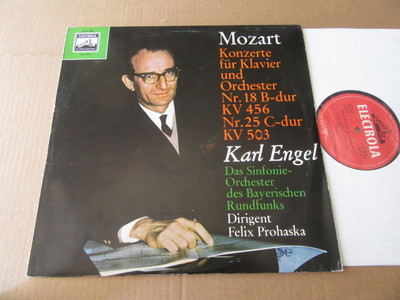 ELECTROLA
Mozart
Konzerte
für Klavier
und
Orchester
Nr. 18 B-dur
KV 456
Nr. 25 C-dur
KV 503
Karl Engel
Das Sinfonie-
Orchester
des Bayerischen
Rundfunks
Dirigent
Felix Prohaska
ELECTROLA